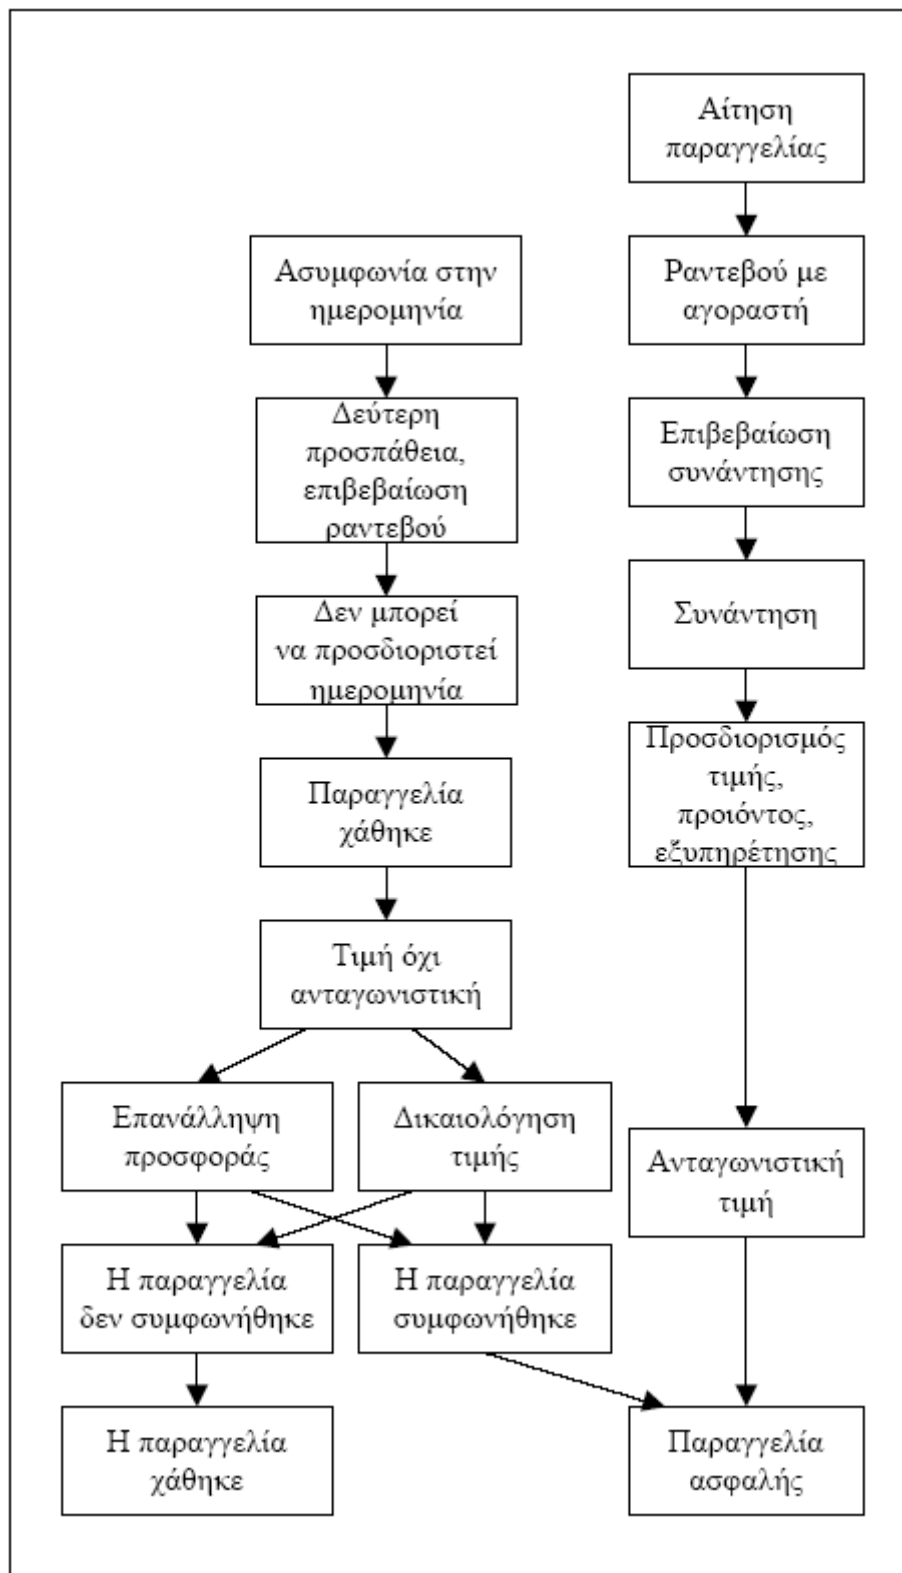 Αίτηση
παραγγελίας
Ασυμφωνία στην
ημερομηνία
Ραντεβού με
αγοραστή
Δεύτερη
προσπάθεια,
επιβεβαίωση
ραντεβού
Επιβεβαίωση
συνάντησης
Δεν μπορεί
να προσδιοριστεί
ημερομηνία
Συνάντηση
Παραγγελία
χάθηκε
Προσδιορισμός
τιμής,
προιόντος,
εξυπηρέτησης
Τιμή όχι
ανταγωνιστική
Επανάλληψη
προσφοράς
Δικαιολόγηση
τιμής
Ανταγωνιστική
τιμή
Η παραγγελία
δεν συμφωνήθηκε
Η παραγγελία
συμφωνήθηκε
Η παραγγελία
χάθηκε
Παραγγελία
ασφαλής